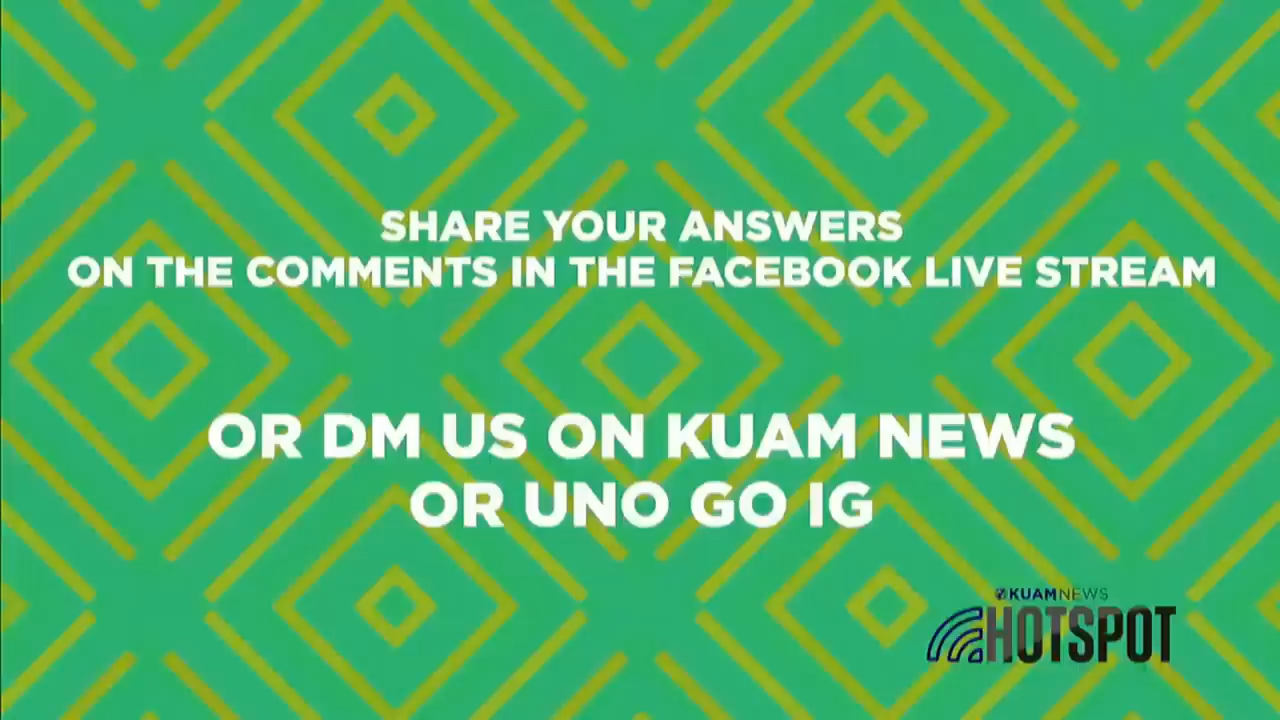 SHARE YOUR ANSWERS
ON THE COMMENTS IN THE FACEBOOK LIVE STREAM
OR DM US ON KUAM NEWS
OR UNO GO IG
KUAMNEWS
HOTSPOT